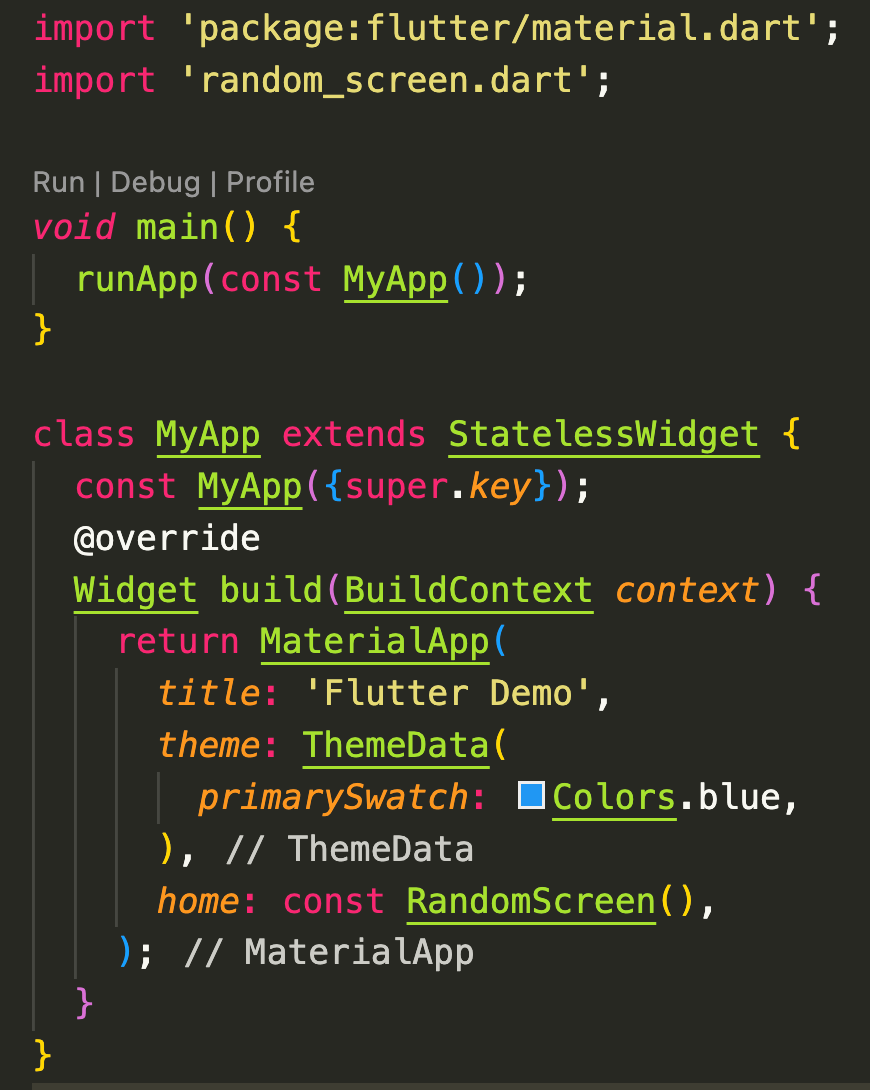 import 'package:flutter/material.dart';
import 'random_screen.dart';
Run | Debug | Profile
void main() {
  runApp(const MyApp());
}
class MyApp extends StatelessWidget {
  const MyApp({super.key});
  @override
  Widget build(BuildContext context) {
    return MaterialApp(
      title: 'Flutter Demo',
      theme: ThemeData(
        primarySwatch: Colors.blue,
      ), // ThemeData
      home: const RandomScreen(),
    ); // MaterialApp
  }
}